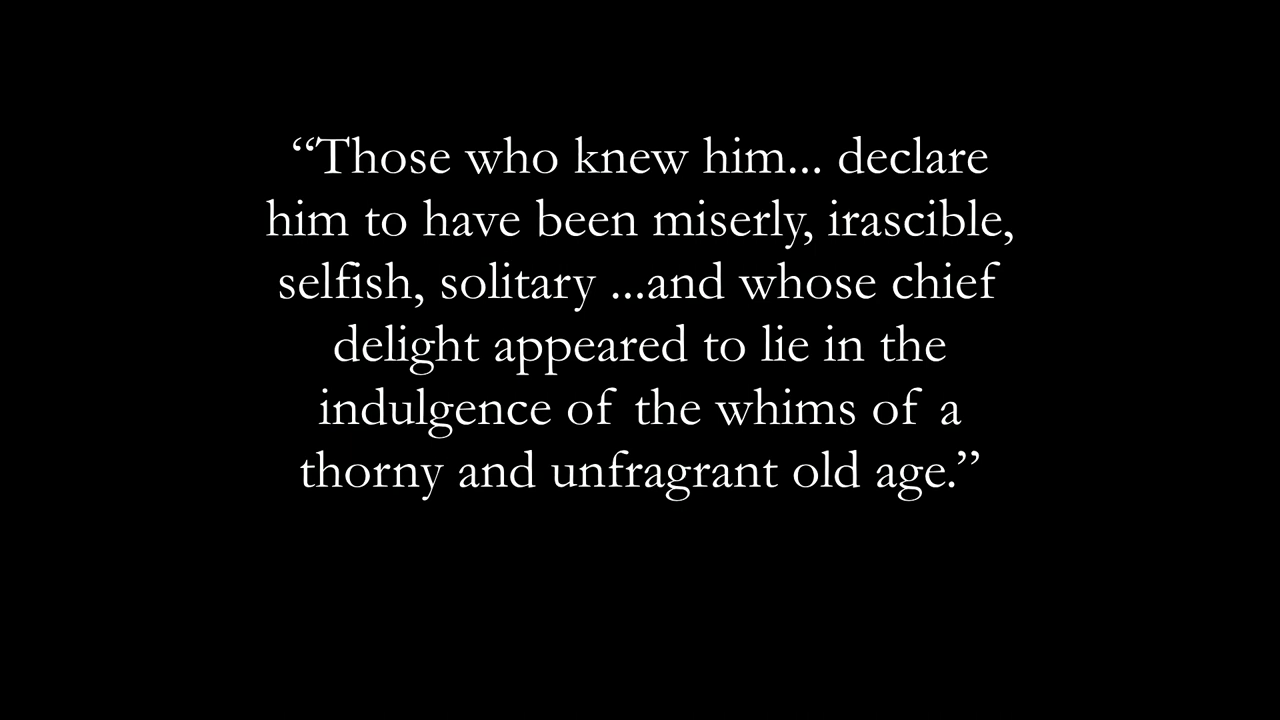 “Those who knew him... declare
him to have been miserly, irascible,
selfish, solitary ...and whose chief
delight appeared to lie in the
indulgence of the whims of a
thorny and unfragrant old age.”